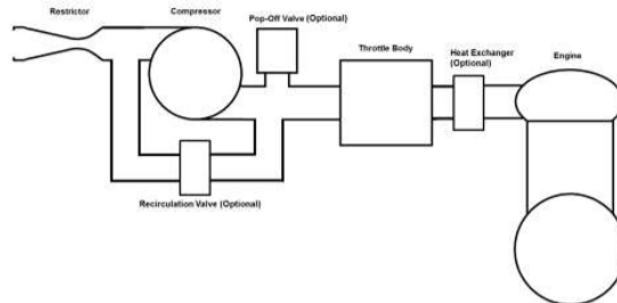 Restrictor
Compressor
Pop-Off Valve (Optional)
Throttle Body
Heat Exchanger
(Optional)
Engine
Recirculation Valve (Optional)